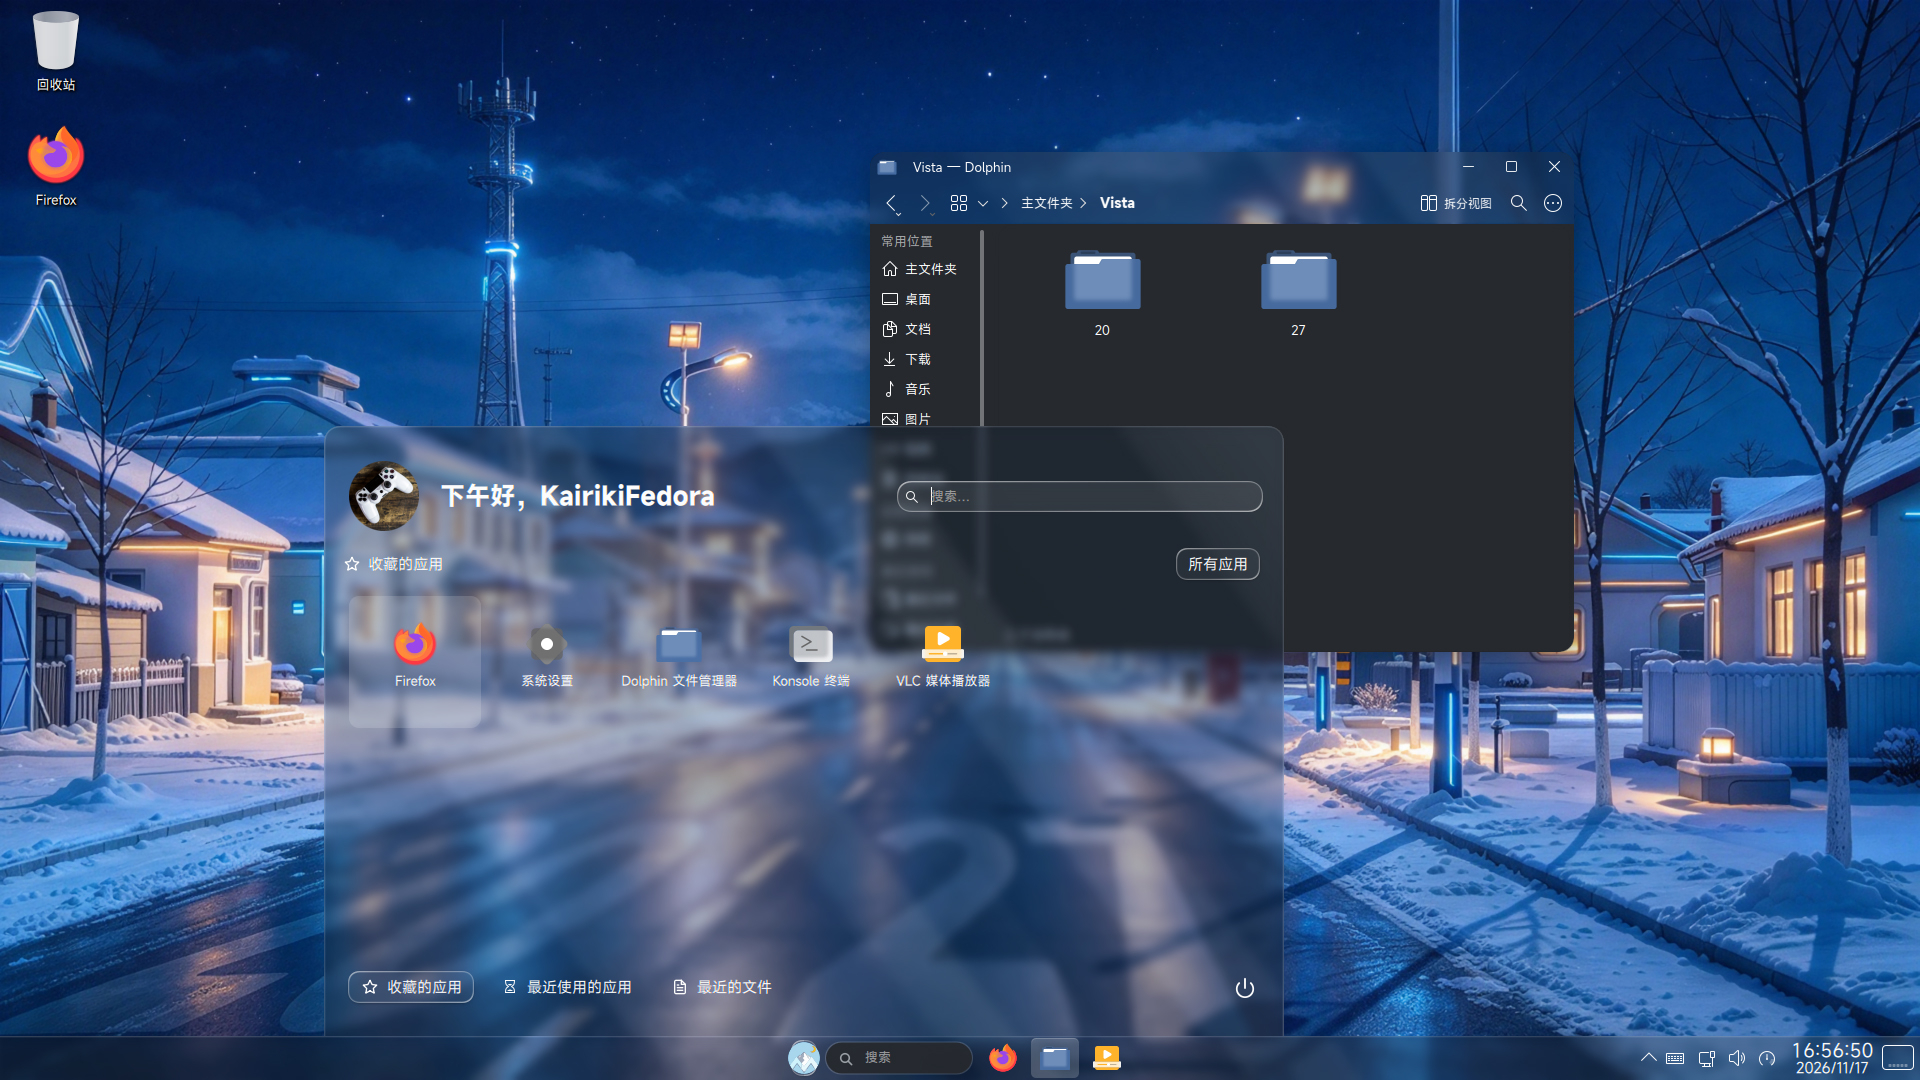 回收站
Firefox
Vista — Dolphin
主文件夹
Vista
拆分视图
常用位置
主文件夹
桌面
文档
下载
音乐
图片
20
27
下午好，KairikiFedora
搜索...
收藏的应用
所有应用
Firefox
系统设置
Dolphin 文件管理器
Konsole 终端
VLC 媒体播放器
27
收藏的应用
最近使用的应用
最近的文件
搜索
16:56:50
2026/11/17